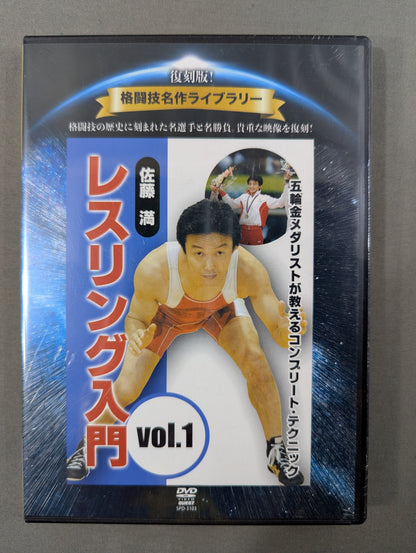 復刻版!
格闘技名作ライブラリー
格闘技の歴史に刻まれた名選手と名勝負。貴重な映像を復刻!
佐藤 満
レスリング入門
五輪金メダリストが教えるコンプリート・テクニック
vol.1
DVD
VIDEO
QUEST
SPD-5103